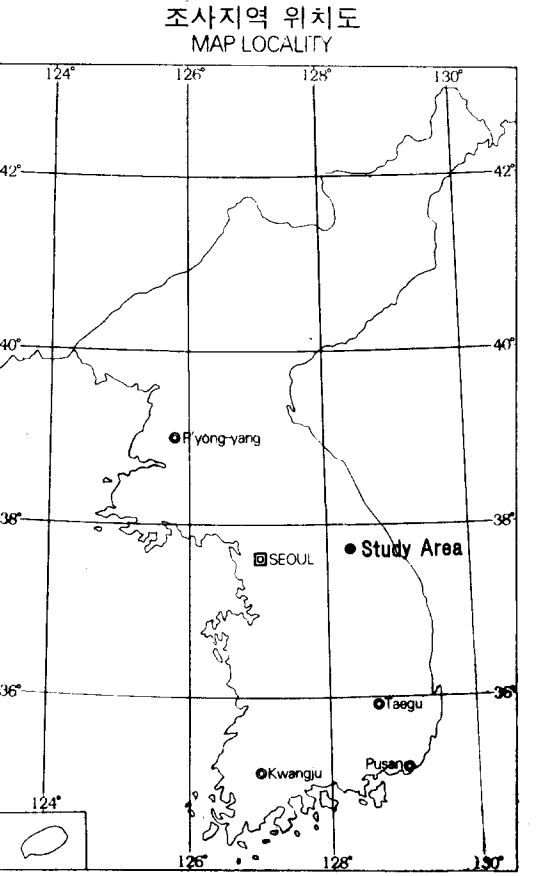 조사지역 위치도
MAP LOCALITY
124° 126° 128° 130°
42° 42°
40° 40°
P'yong-yang
38° 38°
SEOUL
Study Area
36° 36°
Taegu
Pusan
Kwangju
124°
126° 128° 130°